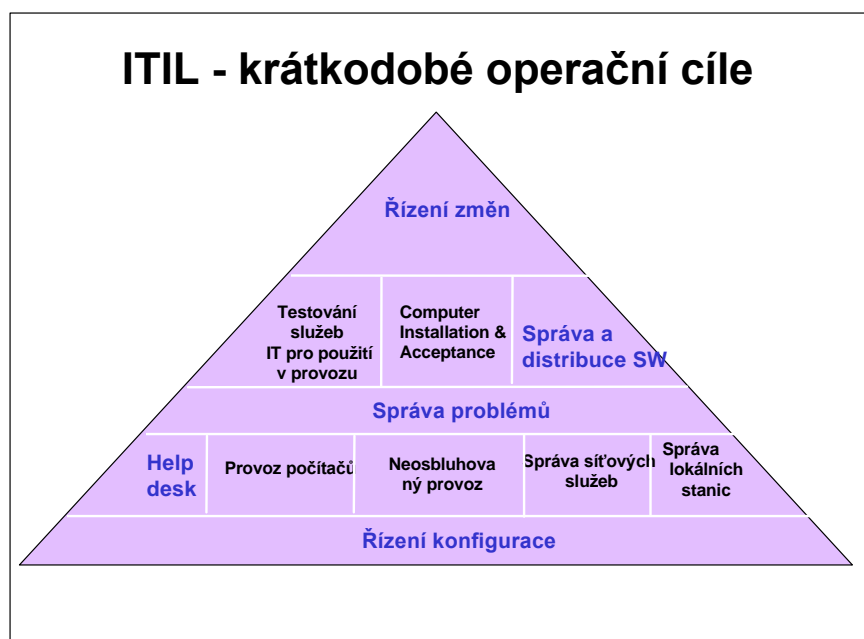 ITIL - krátkodobé operační cíle
Řízení změn
Testování
služeb
IT pro použití
v provozu
Computer
Installation &
Acceptance
Správa a
distribuce SW
Správa problémů
Help
desk
Provoz počítačů
Neosbluhova
ný provoz
Správa síťových
služeb
Správa
lokálních
stanic
Řízení konfigurace